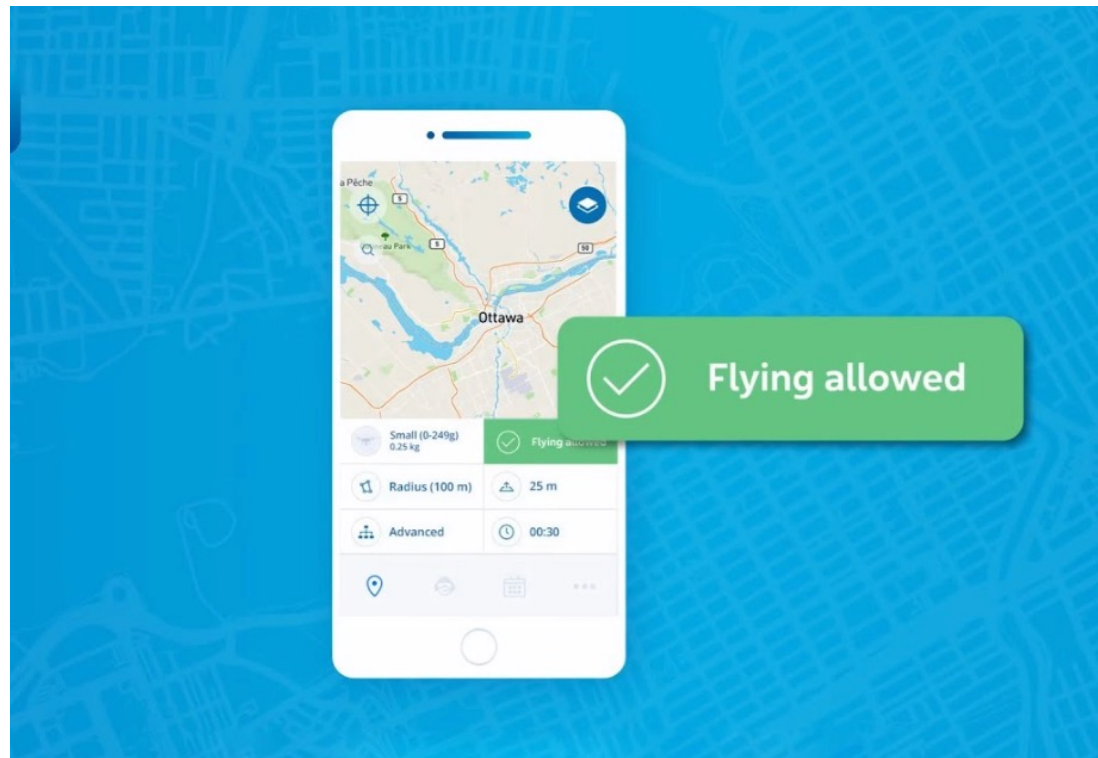 a Pêche
5
5
50
Ottawa
Flying allowed
Small (0-249g)
0.25 kg
Flying
Radius (100 m)
25 m
Advanced
00:30